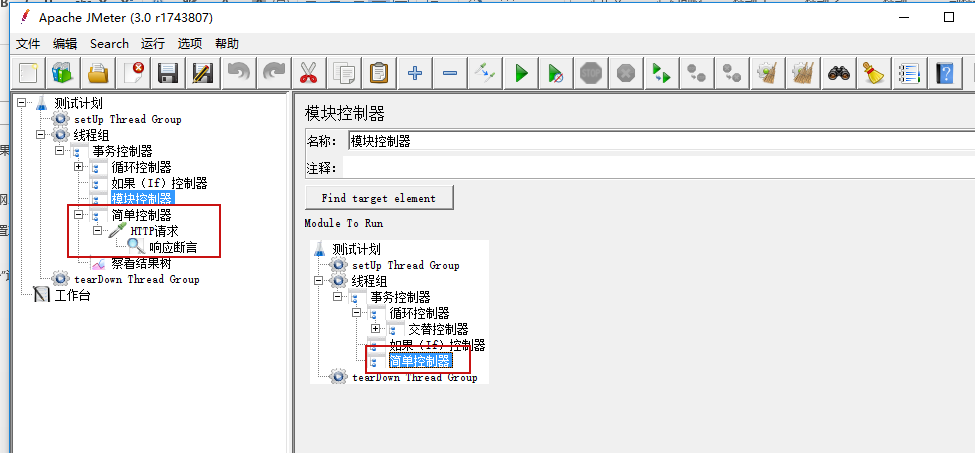 Apache JMeter (3.0 r1743807)
文件 编辑 Search 运行 选项 帮助
STOP
测试计划
setUp Thread Group
线程组
事务控制器
循环控制器
如果（If）控制器
模块控制器
简单控制器
HTTP请求
响应断言
察看结果树
tearDown Thread Group
工作台
模块控制器
名称： 模块控制器
注释：
Find target element
Module To Run
测试计划
setUp Thread Group
线程组
事务控制器
循环控制器
交替控制器
如果（If）控制器
简单控制器
tearDown Thread Group